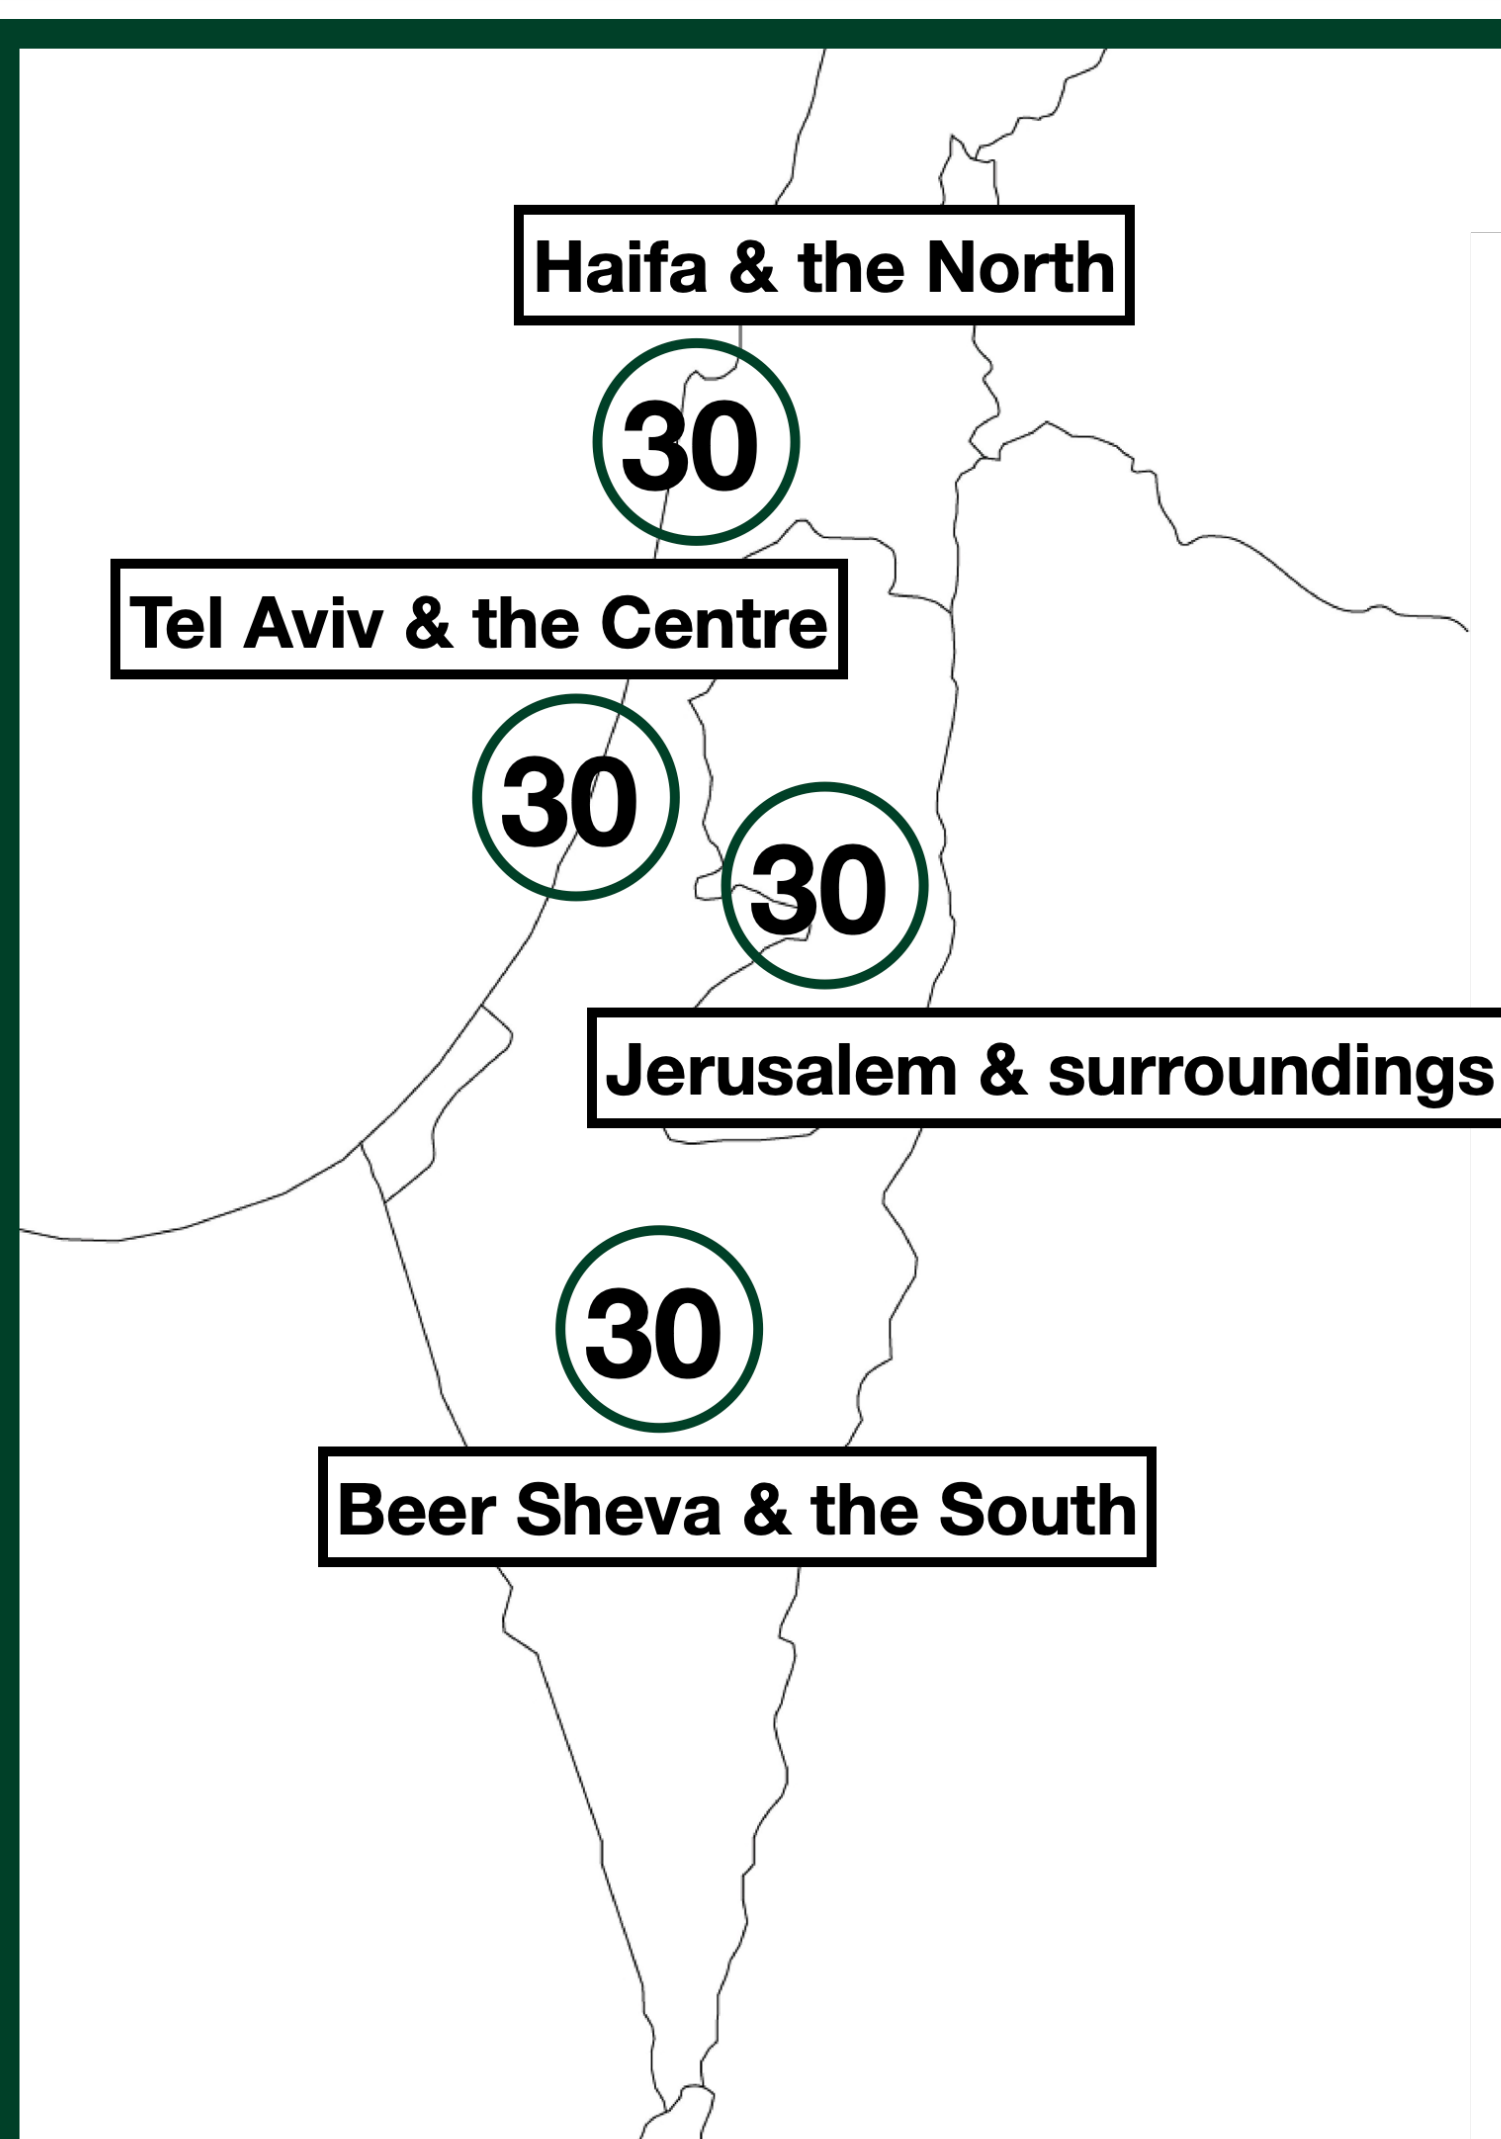 Haifa & the North
30
Tel Aviv & the Centre
30
30
Jerusalem & surroundings
30
Beer Sheva & the South